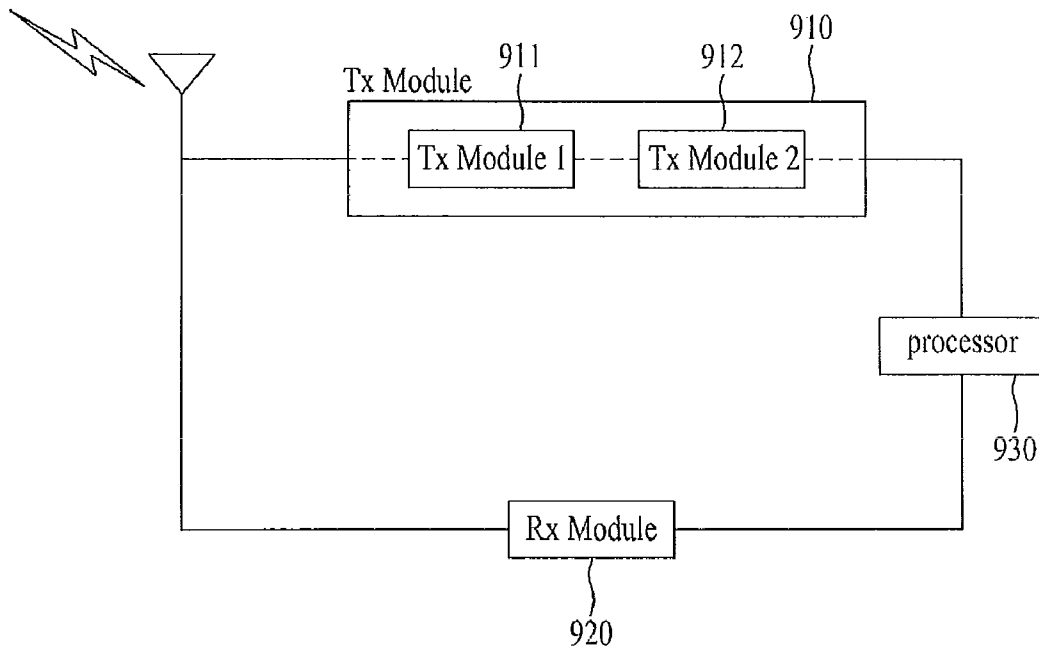 910
911
912
Tx Module
Tx Module 1
Tx Module 2
processor
930
Rx Module
920